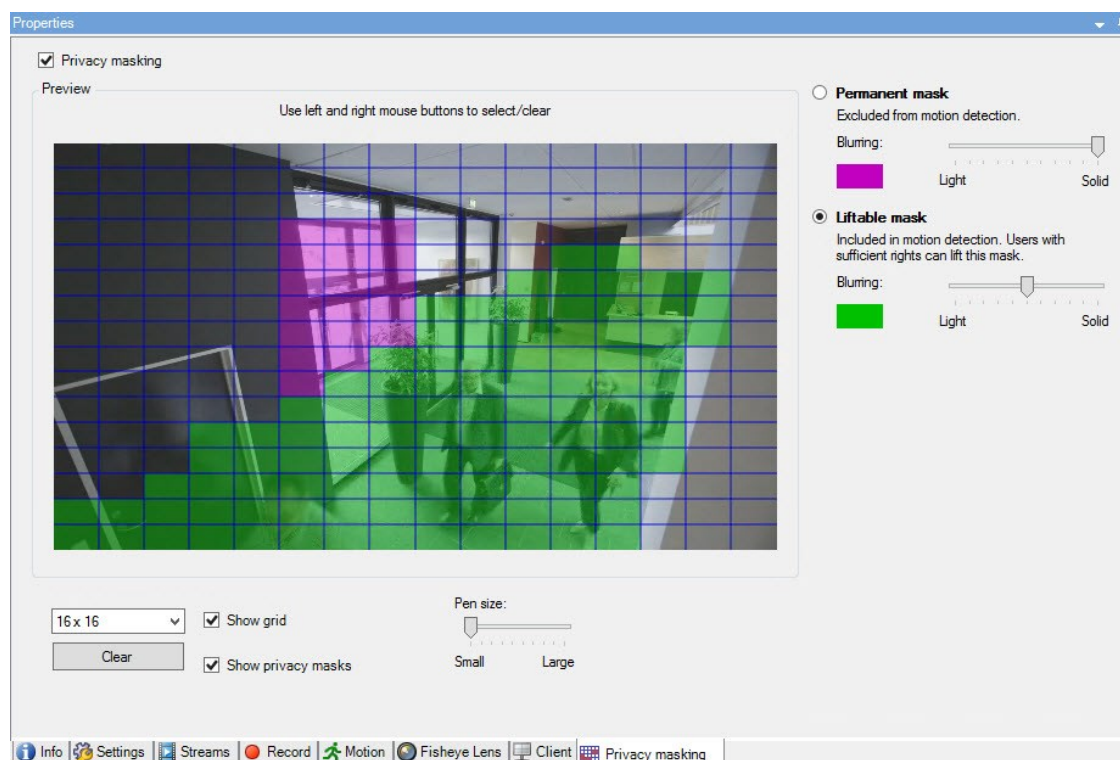 Properties
Privacy masking
Preview
Use left and right mouse buttons to select/clear
Permanent mask
Excluded from motion detection.
Blurring:
Light Solid
Liftable mask
Included in motion detection. Users with
sufficient rights can lift this mask.
Blurring:
Light Solid
16 x 16
Show grid
Clear
Show privacy masks
Pen size:
Small Large
Info Settings Streams Record Motion Fisheye Lens Client Privacy masking